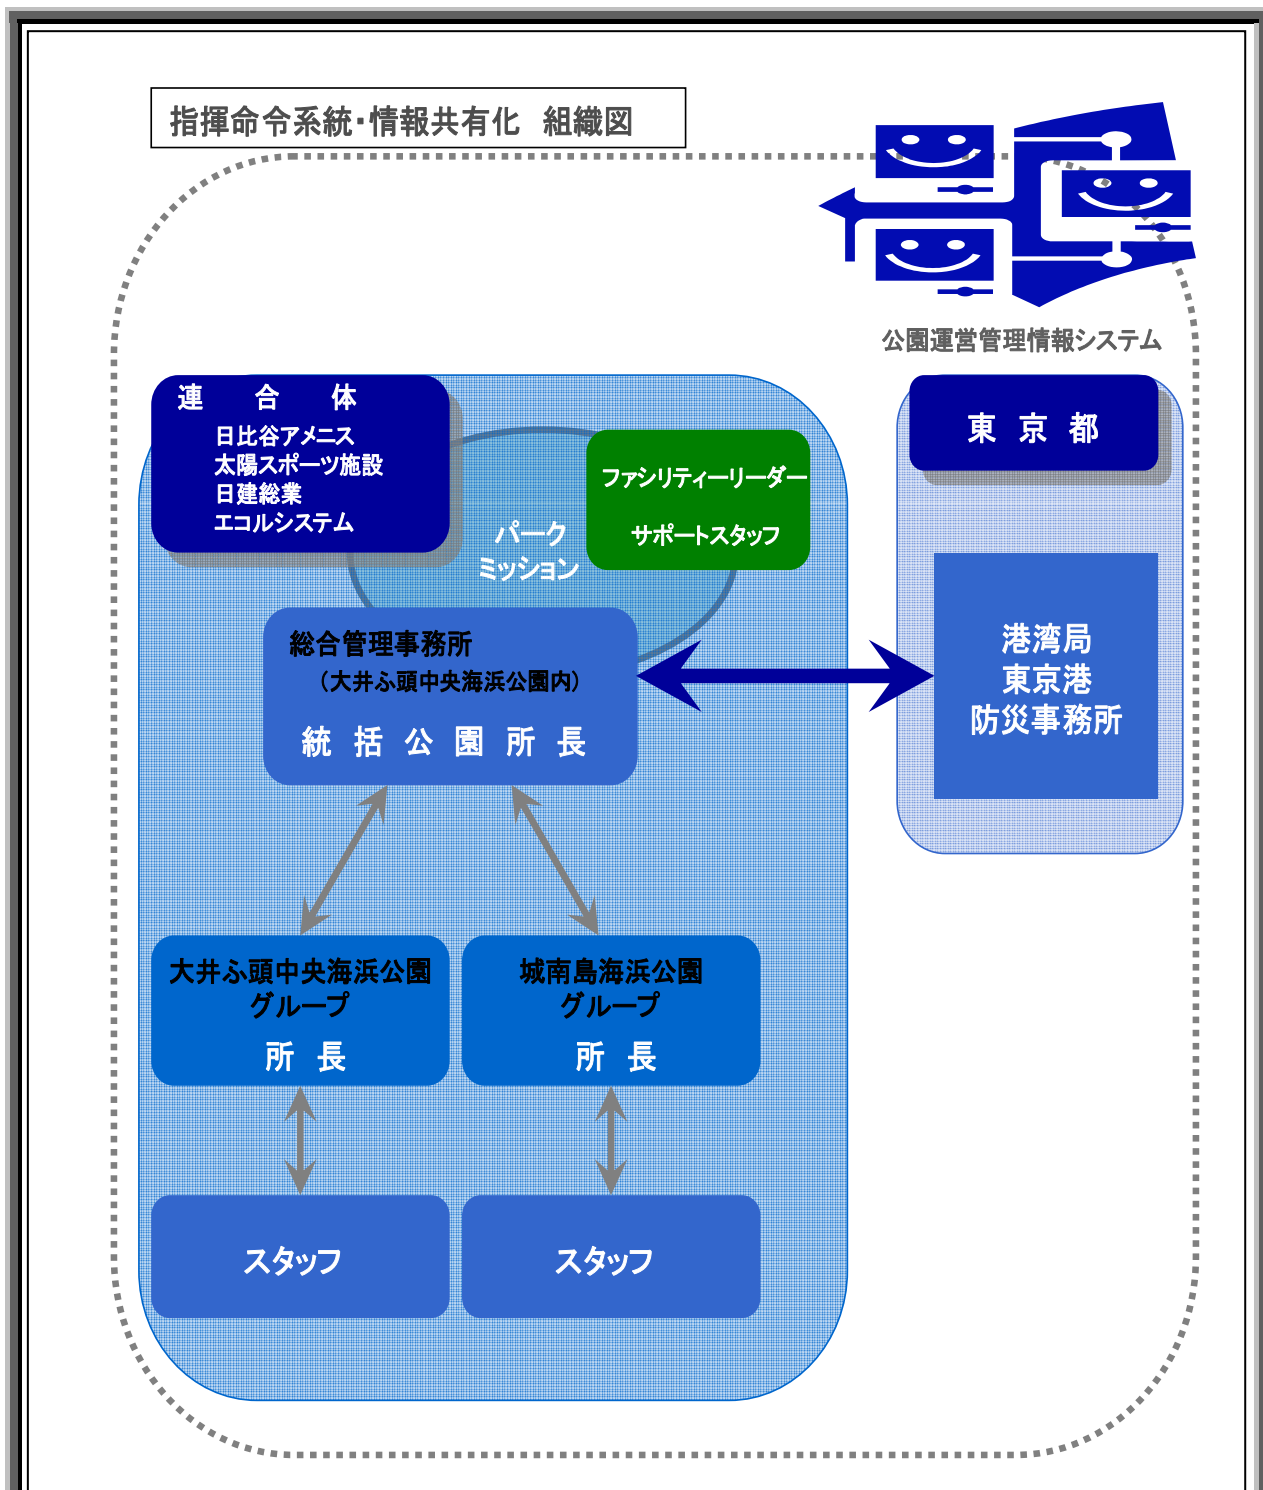 指揮命令系統・情報共有化　組織図
公園運営管理情報システム
連　合　体
日比谷アメニス
太陽スポーツ施設
日建総業
エコルシステム
ファシリティーリーダー
サポートスタッフ
パーク
ミッション
東　京　都
総合管理事務所
（大井ふ頭中央海浜公園内）
統　括　公　園　所　長
港湾局
東京港
防災事務所
大井ふ頭中央海浜公園
グループ
所　長
城南島海浜公園
グループ
所　長
スタッフ
スタッフ